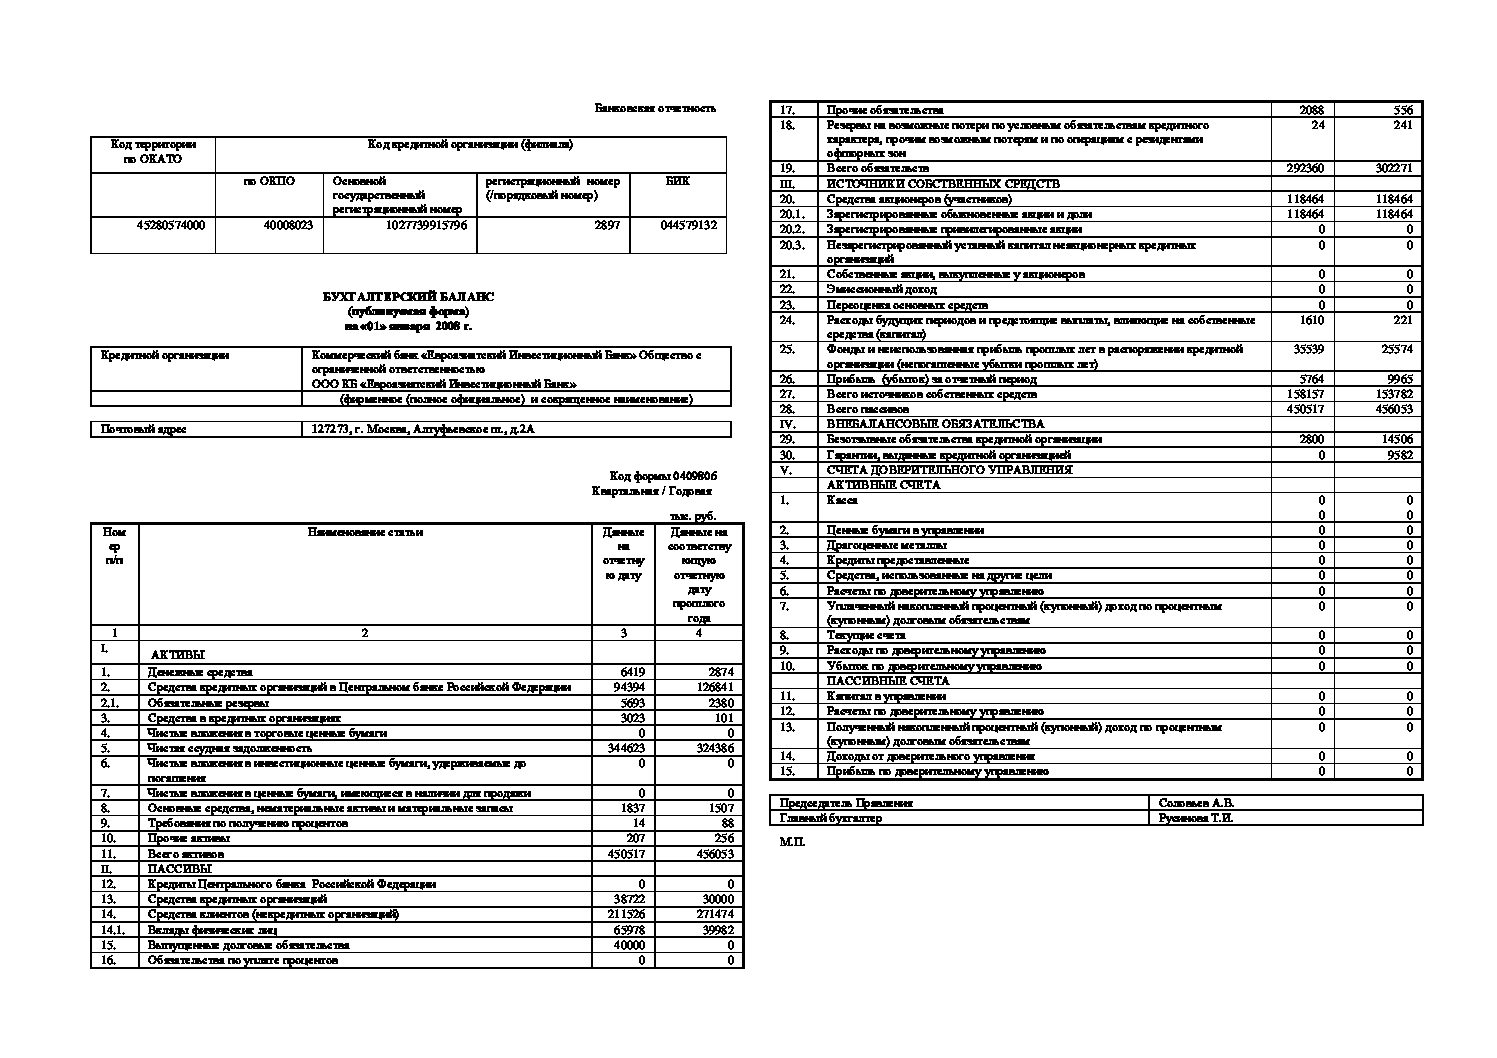 Банковская отчетность
Код территории по ОКАТО Код кредитной организации (филиала)
по ОКПО Основной государственный регистрационный номер регистрационный номер (/порядковый номер) БИК
45280574000 40008023 1027739915796 2897 044579132
БУХГАЛТЕРСКИЙ БАЛАНС
(публикуемая форма)
на «01» января 2008 г.
Кредитной организации Коммерческий банк «Евроазиатский Инвестиционный Банк» Общество с
ограниченной ответственностью
ООО КБ «Евроазиатский Инвестиционный Банк»
(фирменное (полное официальное) и сокращенное наименование)
Почтовый адрес 127273, г. Москва, Алтуфьевское ш., д.2А
Код формы 0409806
Квартальная / Годовая
тыс. руб.
Ном ер п/п Наименование статьи Данные на отчетну ю дату Данные на соответству ющую отчетную дату прошлого года
1 2 3 4
I. АКТИВЫ
1. Денежные средства 6419 2874
2. Средства кредитных организаций в Центральном банке Российской Федерации 94394 126841
2.1. Обязательные резервы 5693 2380
3. Средства в кредитных организациях 3023 101
4. Чистые вложения в торговые ценные бумаги 0 0
5. Чистая ссудная задолженность 344623 324386
6. Чистые вложения в инвестиционные ценные бумаги, удерживаемые до 0 0
погашения
7. Чистые вложения в ценные бумаги, имеющиеся в наличии для продажи 0 0
8. Основные средства, нематериальные активы и материальные запасы 1837 1507
9. Требования по получению процентов 14 88
10. Прочие активы 207 256
11. Всего активов 450517 456053
II. ПАССИВЫ
12. Кредиты Центрального банка Российской Федерации 0 0
13. Средства кредитных организаций 38722 30000
14. Средства клиентов (некредитных организаций) 211526 271474
14.1. Вклады физических лиц 65978 39982
15. Выпущенные долговые обязательства 40000 0
16. Обязательства по уплате процентов 0 0
17. Прочие обязательства 2088 556
18. Резервы на возможные потери по условным обязательствам кредитного 24 241
характера, прочим возможным потерям и по операциям с резидентами
офшорных зон
19. Всего обязательств 292360 302271
III. ИСТОЧНИКИ СОБСТВЕННЫХ СРЕДСТВ
20. Средства акционеров (участников) 118464 118464
20.1. Зарегистрированные обыкновенные акции и доли 118464 118464
20.2. Зарегистрированные привилегированные акции 0 0
20.3. Незарегистрированный уставный капитал неакционерных кредитных 0 0
организаций
21. Собственные акции, выкупленные у акционеров 0 0
22. Эмиссионный доход 0 0
23. Переоценка основных средств 0 0
24. Расходы будущих периодов и предстоящие выплаты, влияющие на собственные 1610 221
средства (капитал)
25. Фонды и неиспользованная прибыль прошлых лет в распоряжении кредитной 35539 25574
организации (непогашенные убытки прошлых лет)
26. Прибыль (убыток) за отчетный период 5764 9965
27. Всего источников собственных средств 158157 153782
28. Всего пассивов 450517 456053
IV. ВНЕБАЛАНСОВЫЕ ОБЯЗАТЕЛЬСТВА
29. Безотзывные обязательства кредитной организации 2800 14506
30. Гарантии, выданные кредитной организацией 0 9582
V. СЧЕТА ДОВЕРИТЕЛЬНОГО УПРАВЛЕНИЯ
АКТИВНЫЕ СЧЕТА
1. Касса 0 0
0 0
2. Ценные бумаги в управлении 0 0
3. Драгоценные металлы 0 0
4. Кредиты предоставленные 0 0
5. Средства, использованные на другие цели 0 0
6. Расчеты по доверительному управлению 0 0
7. Уплаченный накопленный процентный (купонный) доход по процентным 0 0
(купонным) долговым обязательствам
8. Текущие счета 0 0
9. Расходы по доверительному управлению 0 0
10. Убыток по доверительному управлению 0 0
ПАССИВНЫЕ СЧЕТА
11. Капитал в управлении 0 0
12. Расчеты по доверительному управлению 0 0
13. Полученный накопленный процентный (купонный) доход по процентным 0 0
(купонным) долговым обязательствам
14. Доходы от доверительного управления 0 0
15. Прибыль по доверительному управлению 0 0
Председатель Правления Соловьев А.В.
Главный бухгалтер Русинова Т.И.
М.П.